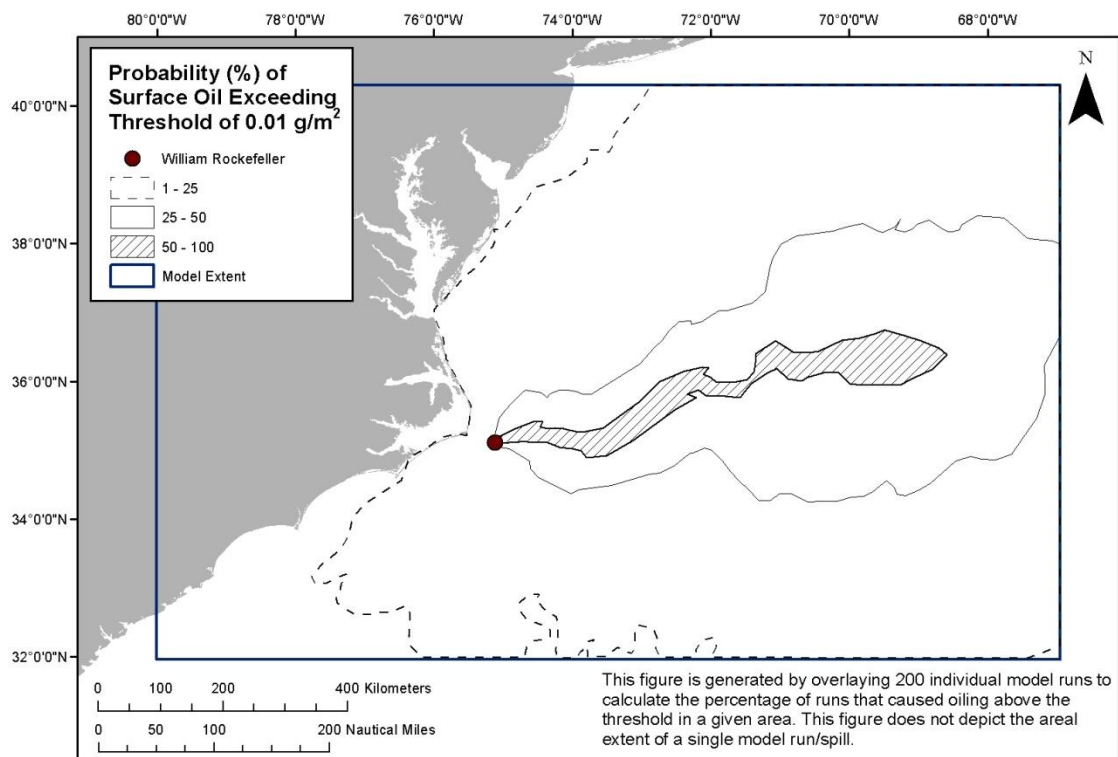 80°0'0"W 78°0'0"W 76°0'0"W 74°0'0"W 72°0'0"W 70°0'0"W 68°0'0"W
Probability (%) of
Surface Oil Exceeding
Threshold of 0.01 g/m²
William Rockefeller
1 - 25
25 - 50
50 - 100
Model Extent
N
40°0'0"N
38°0'0"N
36°0'0"N
34°0'0"N
32°0'0"N
0 100 200 400 Kilometers
0 50 100 200 Nautical Miles
This figure is generated by overlaying 200 individual model runs to
calculate the percentage of runs that caused oiling above the
threshold in a given area. This figure does not depict the areal
extent of a single model run/spill.